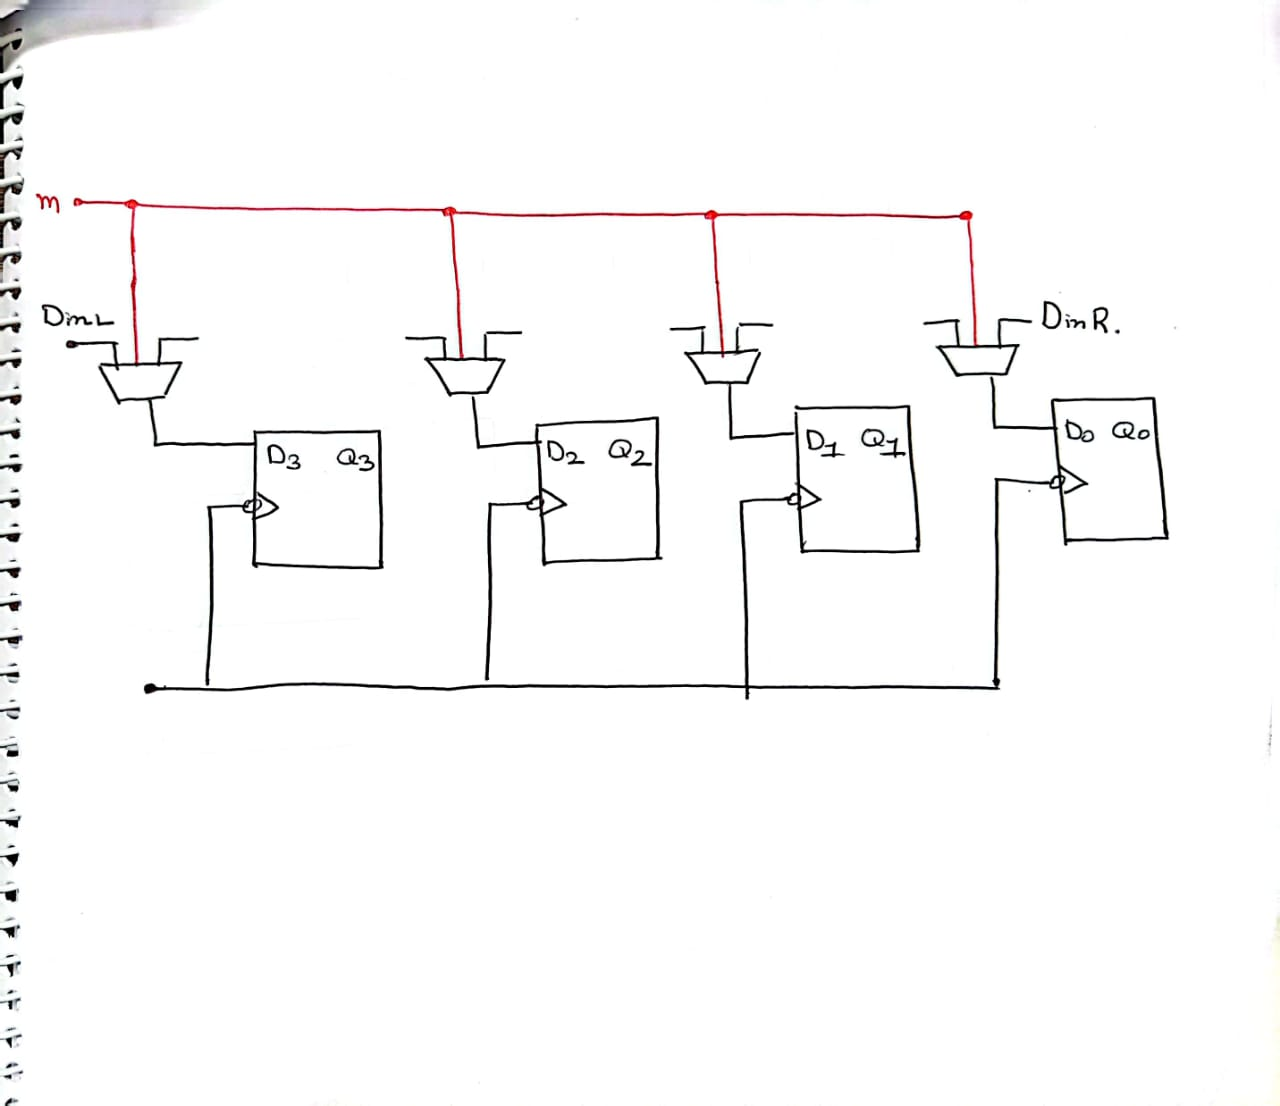 m
DinL
DinR.
D3 Q3
D2 Q2
D1 Q1
D0 Q0